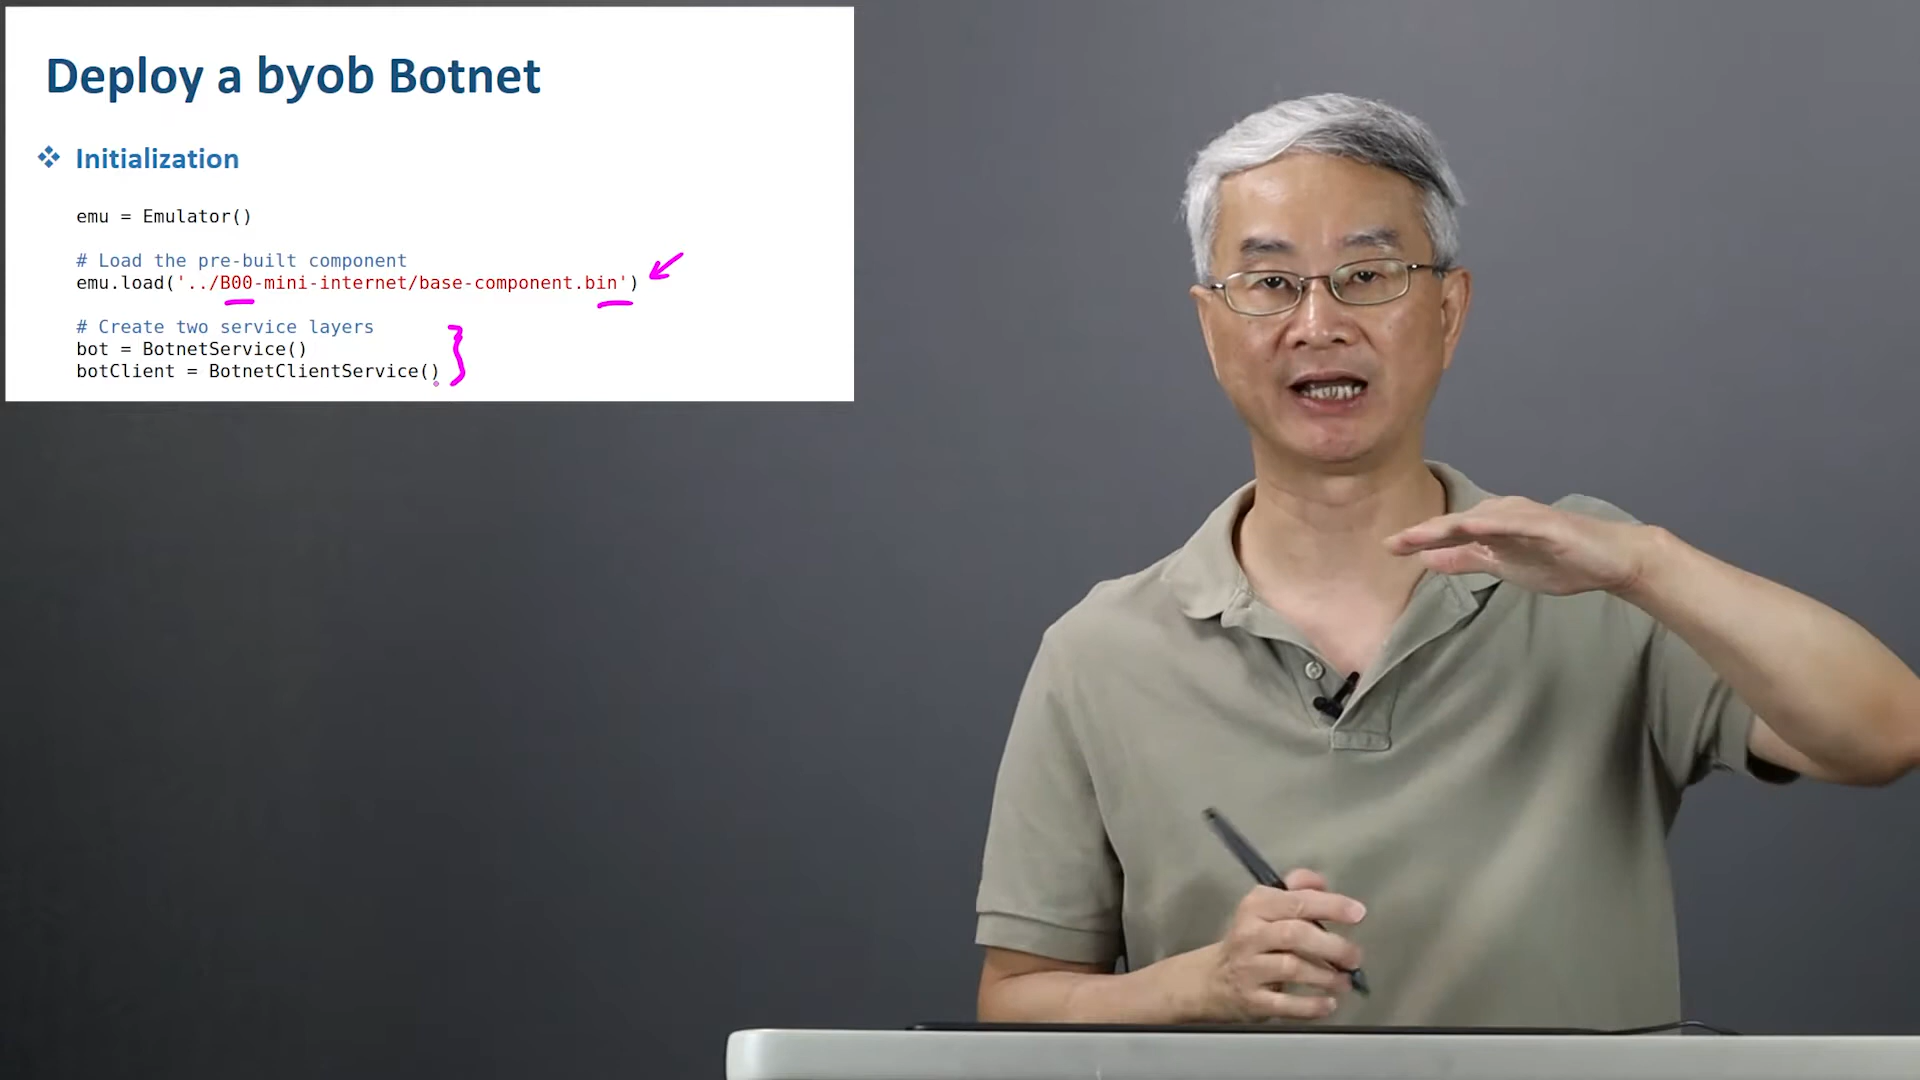 Deploy a byob Botnet
Initialization
emu = Emulator()
# Load the pre-built component
emu.load('../B00-mini-internet/base-component.bin')
# Create two service layers
bot = BotnetService()
botClient = BotnetClientService()